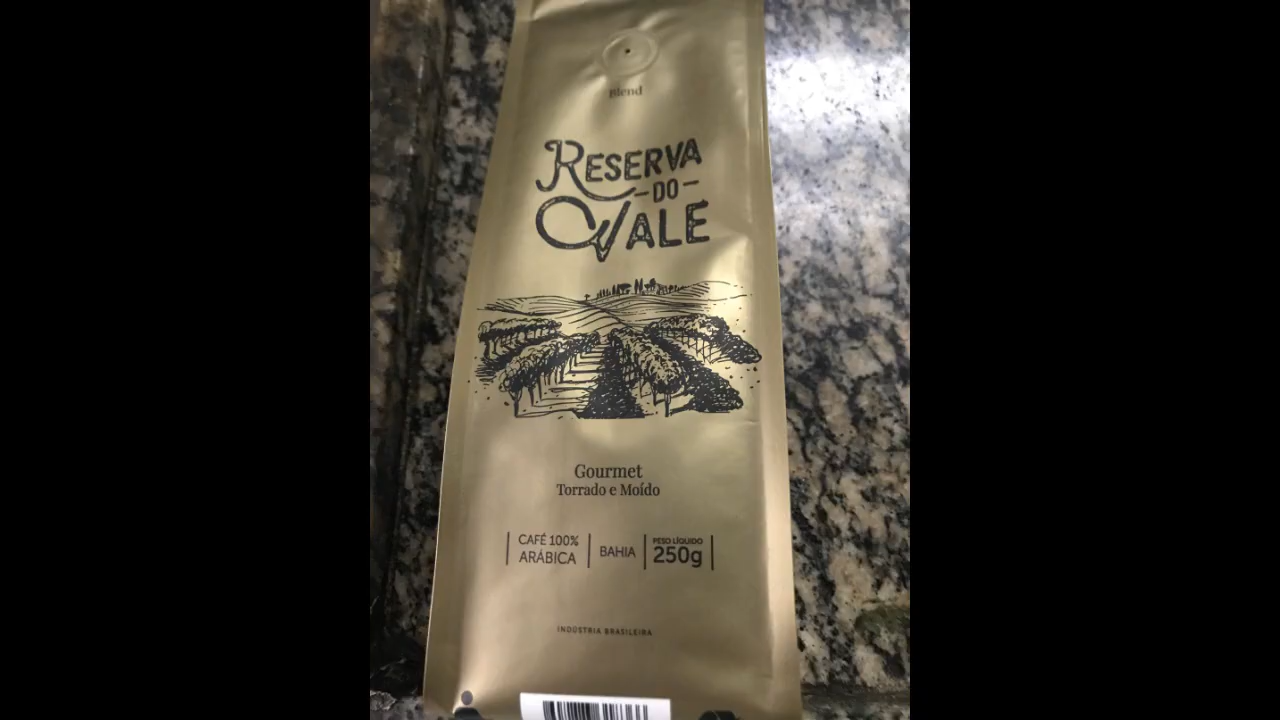 Blend
RESERVA
DO
VALE
Gourmet
Torrado e Moído
CAFÉ 100%
ARÁBICA
BAHIA
PESO LÍQUIDO
250g
INDÚSTRIA BRASILEIRA